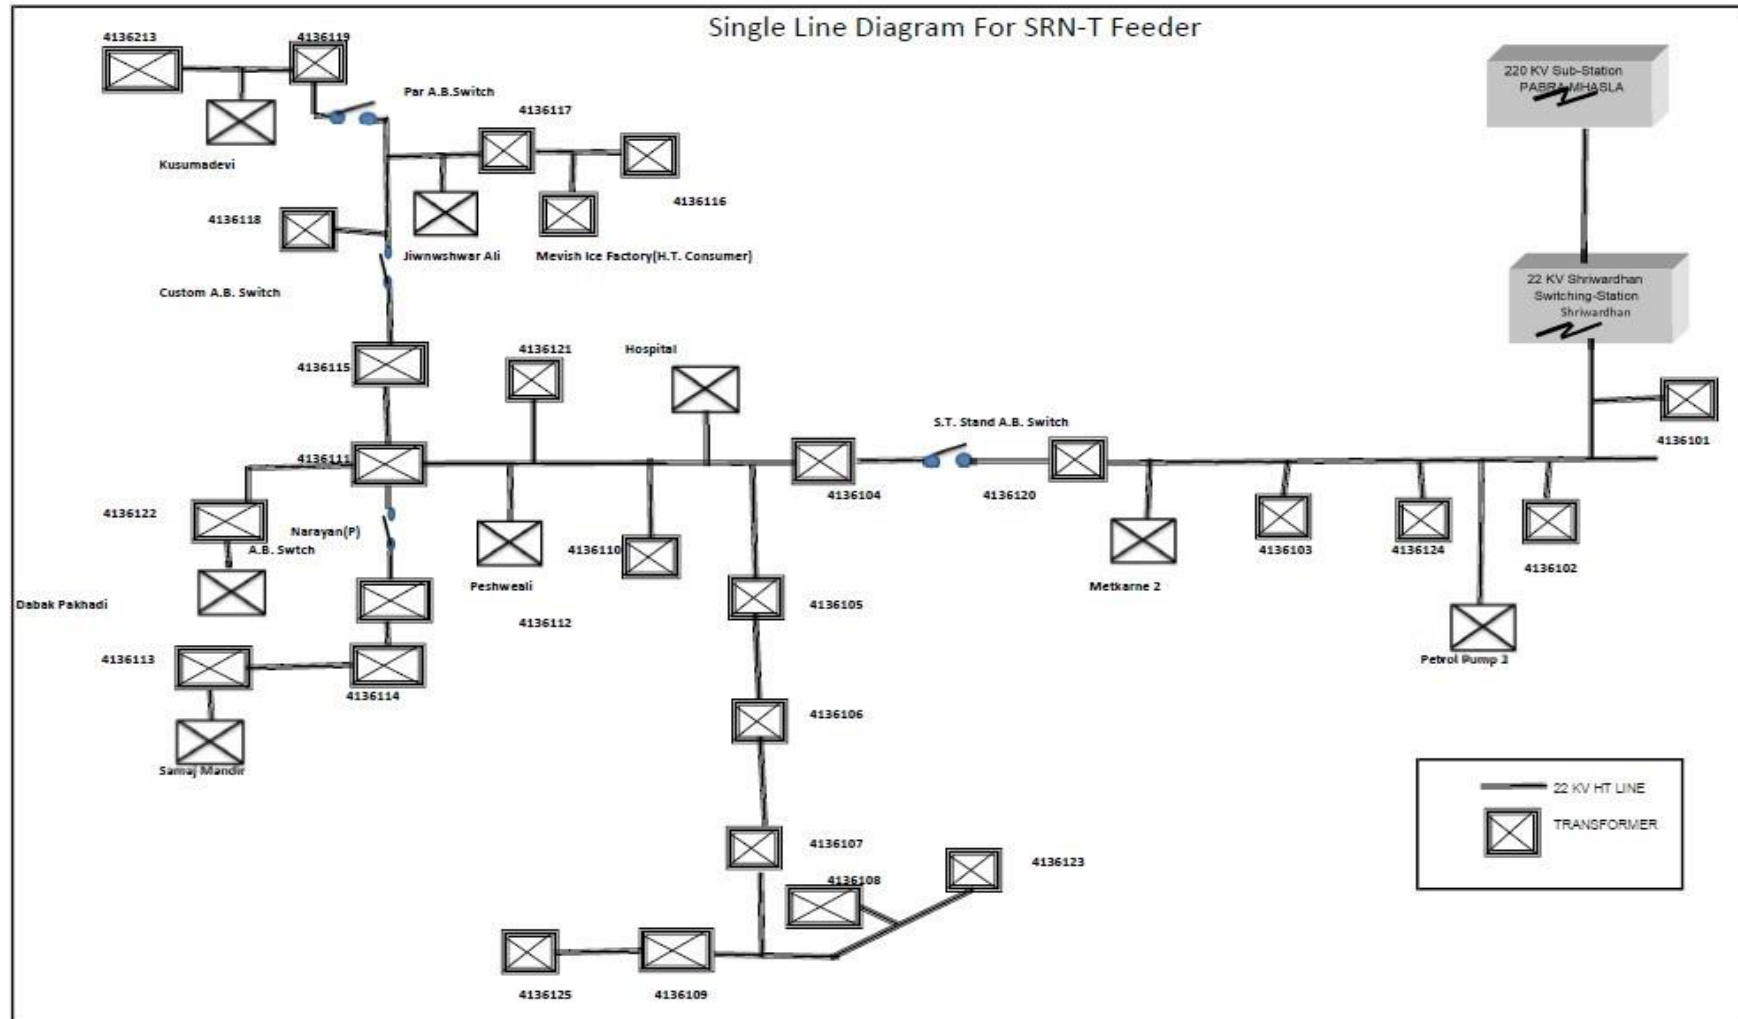 Single Line Diagram For SRN-T Feeder
4136213
4136119
220 KV Sub-Station
PABRA MHASLA
Par A.B.Switch
4136117
Kusumadevi
4136116
4136118
Jiwnwshwar Ali
Mevish Ice Factory(H.T. Consumer)
Custom A.B. Switch
22 KV Shriwardhan
Switching-Station
Shriwardhan
4136115
4136121
Hospital
S.T. Stand A.B. Switch
4136101
4136111
4136104
4136120
4136122
Narayan(P)
A.B. Swtch
4136110
4136103
4136124
4136102
Peshweali
Metkarne 2
Dabak Pakhadi
4136112
4136105
4136113
4136114
Petrol Pump 3
4136106
Samaj Mandir
22 KV HT LINE
TRANSFORMER
4136107
4136108
4136123
4136125
4136109